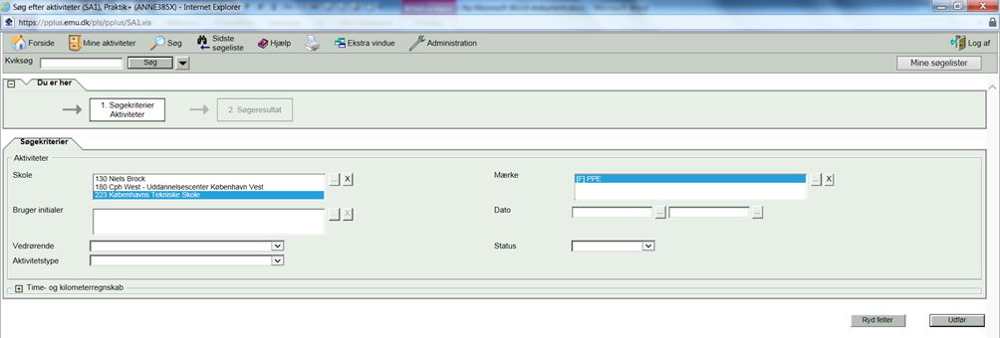 Søg efter aktiviteter (SA1), Praktik+ (ANNE385X) - Internet Explorer
https://pplus.emu.dk/pls/pplus/SA1.vis
Forside Mine aktiviteter Søg Sidste søgeliste Hjælp Ekstra vindue Administration Log af
Kviksøg Søg Mine søgelister
Du er her
1. Søgekriterier
Aktiviteter
2. Søgeresultat
Søgekriterier
Aktiviteter
Skole
130 Niels Brock
180 Cph West - Uddannelsescenter København Vest
223 Københavns Tekniske Skole
... X
Mærke
[F] PPE
... X
Bruger initialer
... X
Dato
... ...
Vedrørende
Status
Aktivitetstype
Time- og kilometerregnskab
Ryd felter Udfør